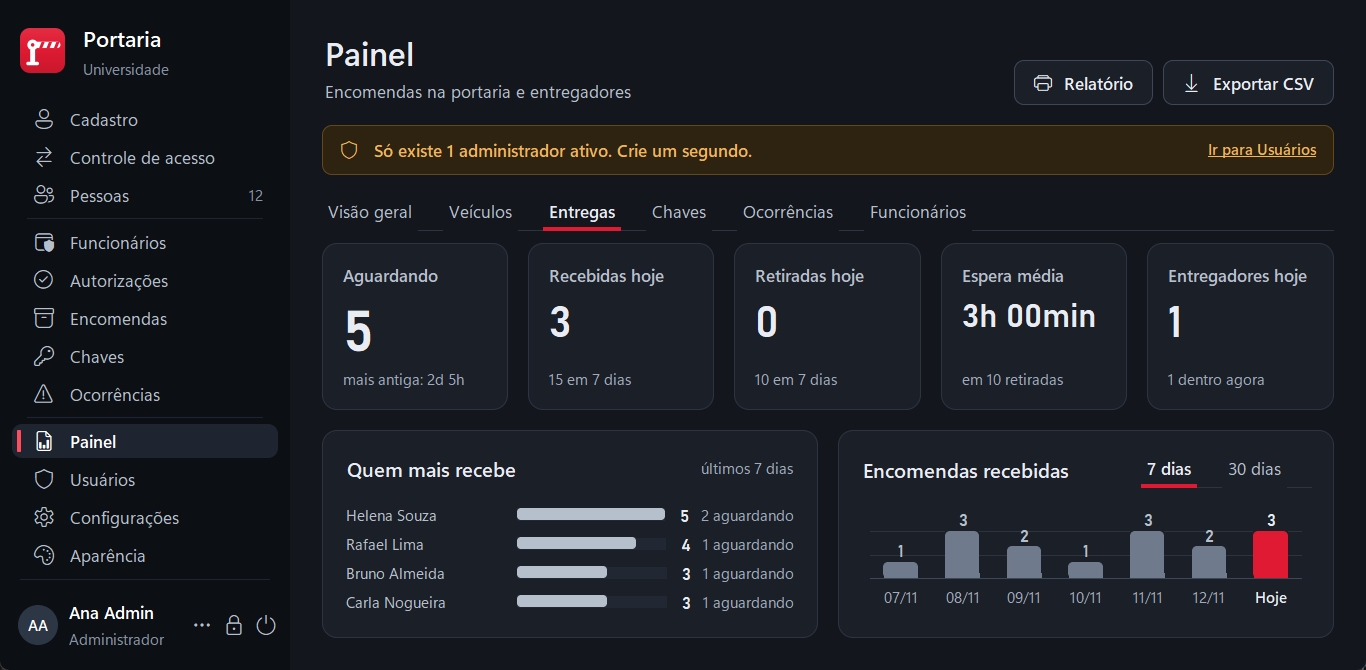 Portaria
Universidade
Cadastro
Controle de acesso
Pessoas 12
Funcionários
Autorizações
Encomendas
Chaves
Ocorrências
Painel
Usuários
Configurações
Aparência
AA
Ana Admin
Administrador
Painel
Encomendas na portaria e entregadores
Relatório
Exportar CSV
Só existe 1 administrador ativo. Crie um segundo.
Ir para Usuários
Visão geral Veículos Entregas Chaves Ocorrências Funcionários
Aguardando
5
mais antiga: 2d 5h
Recebidas hoje
3
15 em 7 dias
Retiradas hoje
0
10 em 7 dias
Espera média
3h 00min
em 10 retiradas
Entregadores hoje
1
1 dentro agora
Quem mais recebe últimos 7 dias
Helena Souza 5 2 aguardando
Rafael Lima 4 1 aguardando
Bruno Almeida 3 1 aguardando
Carla Nogueira 3 1 aguardando
Encomendas recebidas 7 dias 30 dias
1 3 2 1 3 2 3
07/11 08/11 09/11 10/11 11/11 12/11 Hoje